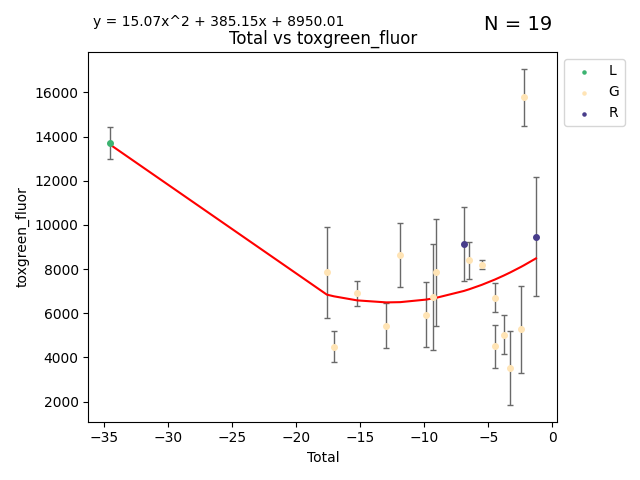 y = 15.07x^2 + 385.15x + 8950.01
N = 19
Total vs toxgreen_fluor
L
G
R
16000
14000
12000
10000
8000
6000
4000
2000
toxgreen_fluor
−35 −30 −25 −20 −15 −10 −5 0
Total